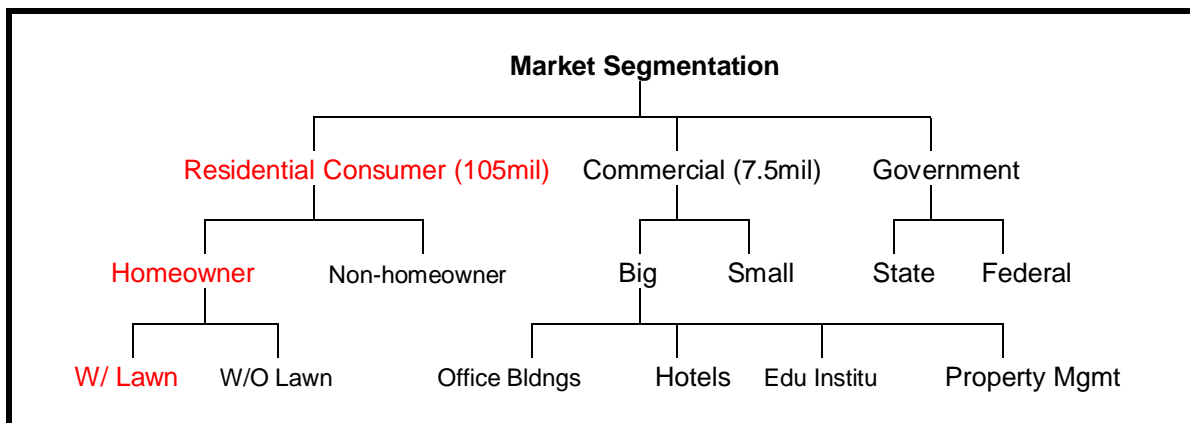 Market Segmentation
Residential Consumer (105mil) Commercial (7.5mil) Government
Homeowner Non-homeowner Big Small State Federal
W/ Lawn W/O Lawn Office Bldngs Hotels Edu Institu Property Mgmt